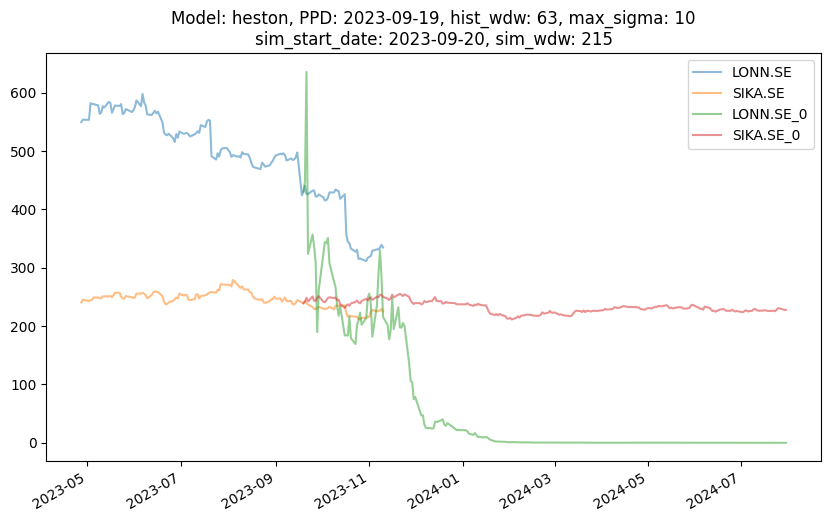 Model: heston, PPD: 2023-09-19, hist_wdw: 63, max_sigma: 10
sim_start_date: 2023-09-20, sim_wdw: 215
LONN.SE
SIKA.SE
LONN.SE_0
SIKA.SE_0
600
500
400
300
200
100
0
2023-05
2023-07
2023-09
2023-11
2024-01
2024-03
2024-05
2024-07